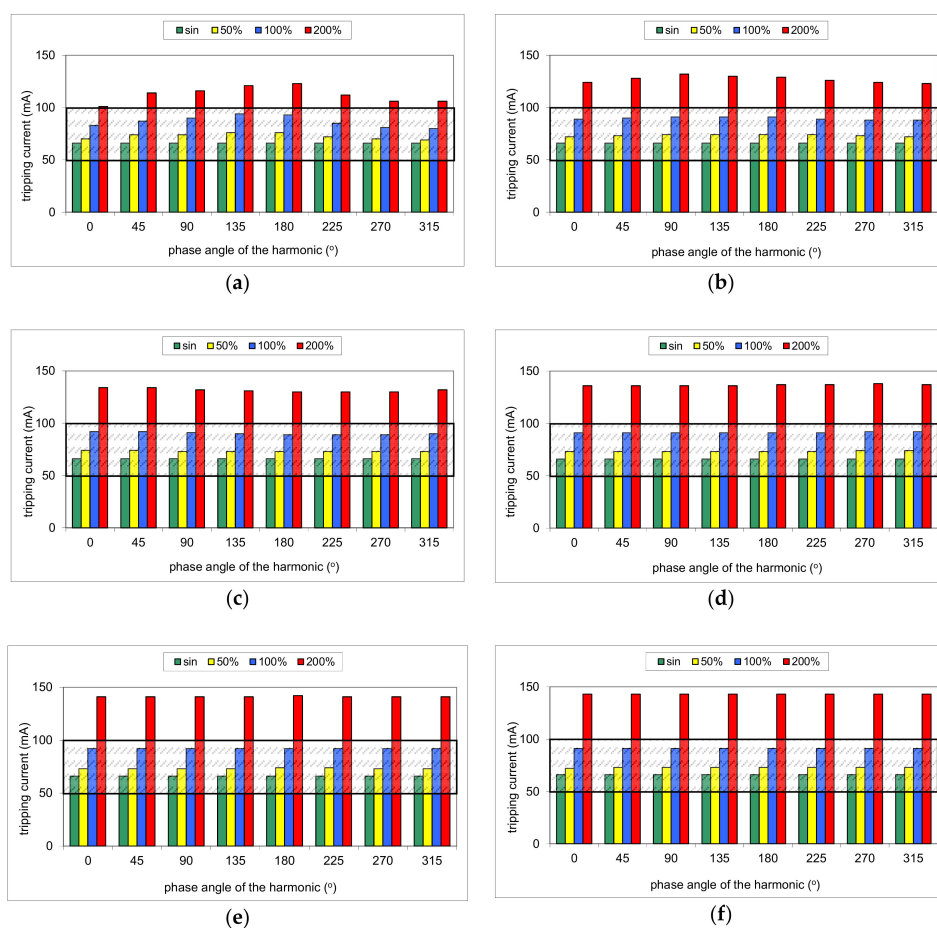 sin 50% 100% 200%
150
100
50
0
tripping current (mA)
0 45 90 135 180 225 270 315
phase angle of the harmonic (o)
(a)
sin 50% 100% 200%
150
100
50
0
tripping current (mA)
0 45 90 135 180 225 270 315
phase angle of the harmonic (o)
(b)
sin 50% 100% 200%
150
100
50
0
tripping current (mA)
0 45 90 135 180 225 270 315
phase angle of the harmonic (o)
(c)
sin 50% 100% 200%
150
100
50
0
tripping current (mA)
0 45 90 135 180 225 270 315
phase angle of the harmonic (o)
(d)
sin 50% 100% 200%
150
100
50
0
tripping current (mA)
0 45 90 135 180 225 270 315
phase angle of the harmonic (o)
(e)
sin 50% 100% 200%
150
100
50
0
tripping current (mA)
0 45 90 135 180 225 270 315
phase angle of the harmonic (o)
(f)